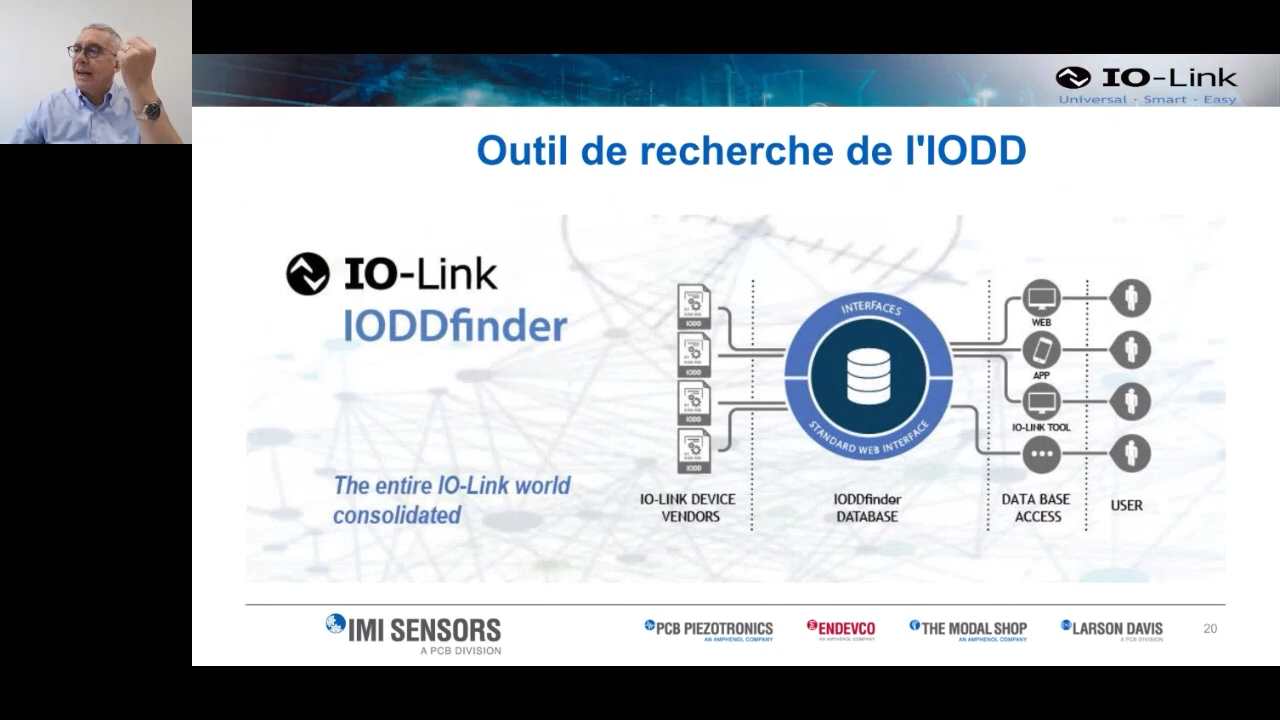 IO-Link
Universal · Smart · Easy
Outil de recherche de l'IODD
IO-Link
IODDfinder
The entire IO-Link world
consolidated
IODD
IODD
IODD
IODD
INTERFACES
STANDARD WEB INTERFACE
WEB
APP
IO-LINK TOOL
IO-LINK DEVICE
VENDORS
IODDfinder
DATABASE
DATA BASE
ACCESS
USER
IMI SENSORS
A PCB DIVISION
PCB PIEZOTRONICS
AN AMPHENOL COMPANY
ENDEVCO
AN AMPHENOL COMPANY
THE MODAL SHOP
AN AMPHENOL COMPANY
LARSON DAVIS
A PCB DIVISION
20